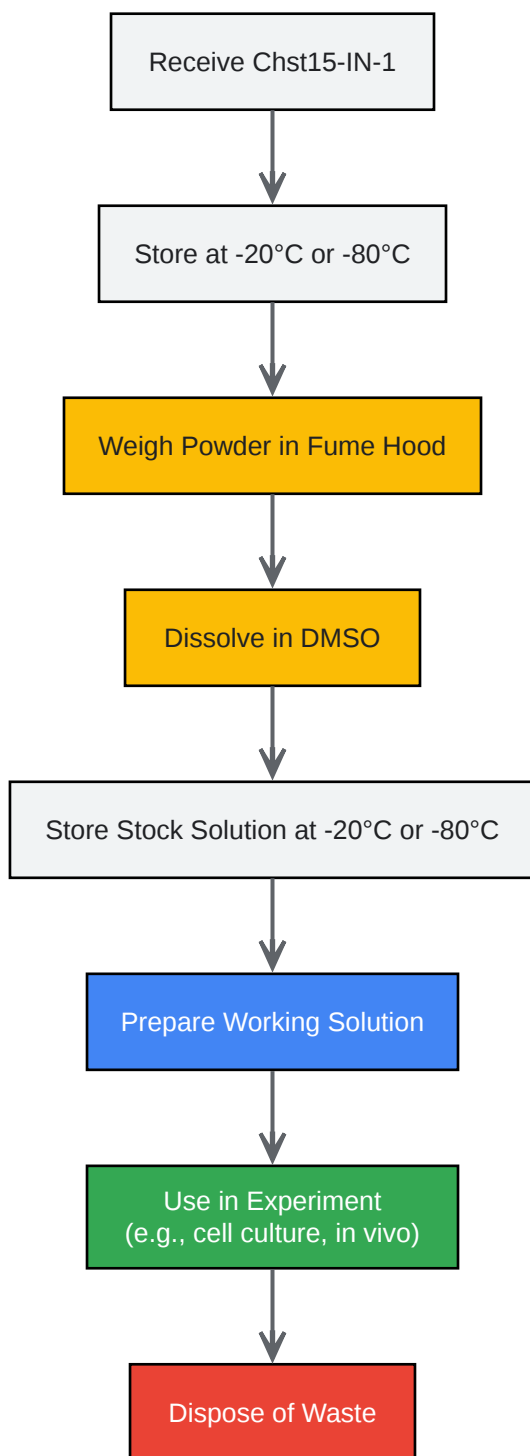 Receive Chst15-IN-1
Store at -20°C or -80°C
Weigh Powder in Fume Hood
Dissolve in DMSO
Store Stock Solution at -20°C or -80°C
Prepare Working Solution
Use in Experiment
(e.g., cell culture, in vivo)
Dispose of Waste